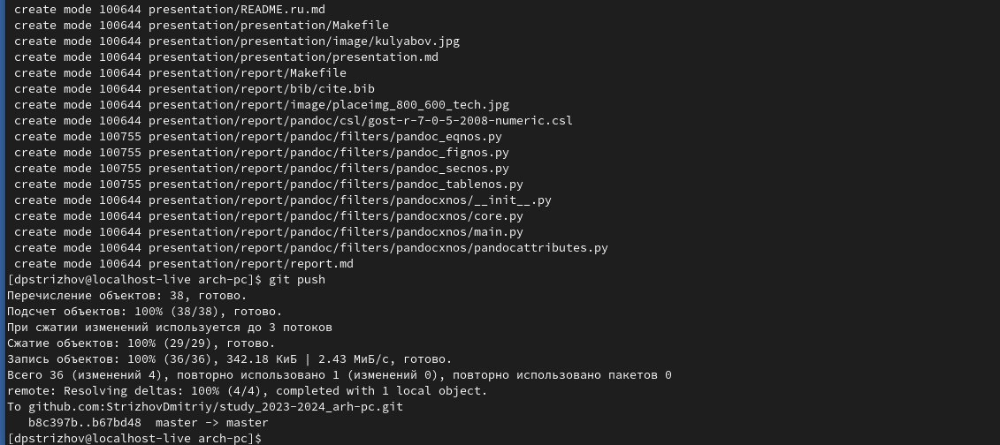 create mode 100644 presentation/README.ru.md
create mode 100644 presentation/presentation/Makefile
create mode 100644 presentation/presentation/image/kulyabov.jpg
create mode 100644 presentation/presentation/presentation.md
create mode 100644 presentation/report/Makefile
create mode 100644 presentation/report/bib/cite.bib
create mode 100644 presentation/report/image/placeimg_800_600_tech.jpg
create mode 100644 presentation/report/pandoc/csl/gost-r-7-0-5-2008-numeric.csl
create mode 100755 presentation/report/pandoc/filters/pandoc_eqnos.py
create mode 100755 presentation/report/pandoc/filters/pandoc_fignos.py
create mode 100755 presentation/report/pandoc/filters/pandoc_secnos.py
create mode 100755 presentation/report/pandoc/filters/pandoc_tablenos.py
create mode 100644 presentation/report/pandoc/filters/pandocxnos/__init__.py
create mode 100644 presentation/report/pandoc/filters/pandocxnos/core.py
create mode 100644 presentation/report/pandoc/filters/pandocxnos/main.py
create mode 100644 presentation/report/pandoc/filters/pandocxnos/pandocattributes.py
create mode 100644 presentation/report/report.md
[dpstrizhov@localhost-live arch-pc]$ git push
Перечисление объектов: 38, готово.
Подсчет объектов: 100% (38/38), готово.
При сжатии изменений используется до 3 потоков
Сжатие объектов: 100% (29/29), готово.
Запись объектов: 100% (36/36), 342.18 КиБ | 2.43 МиБ/с, готово.
Всего 36 (изменений 4), повторно использовано 1 (изменений 0), повторно использовано пакетов 0
remote: Resolving deltas: 100% (4/4), completed with 1 local object.
To github.com:StrizhovDmitriy/study_2023-2024_arh-pc.git
b8c397b..b67bd48  master -> master
[dpstrizhov@localhost-live arch-pc]$